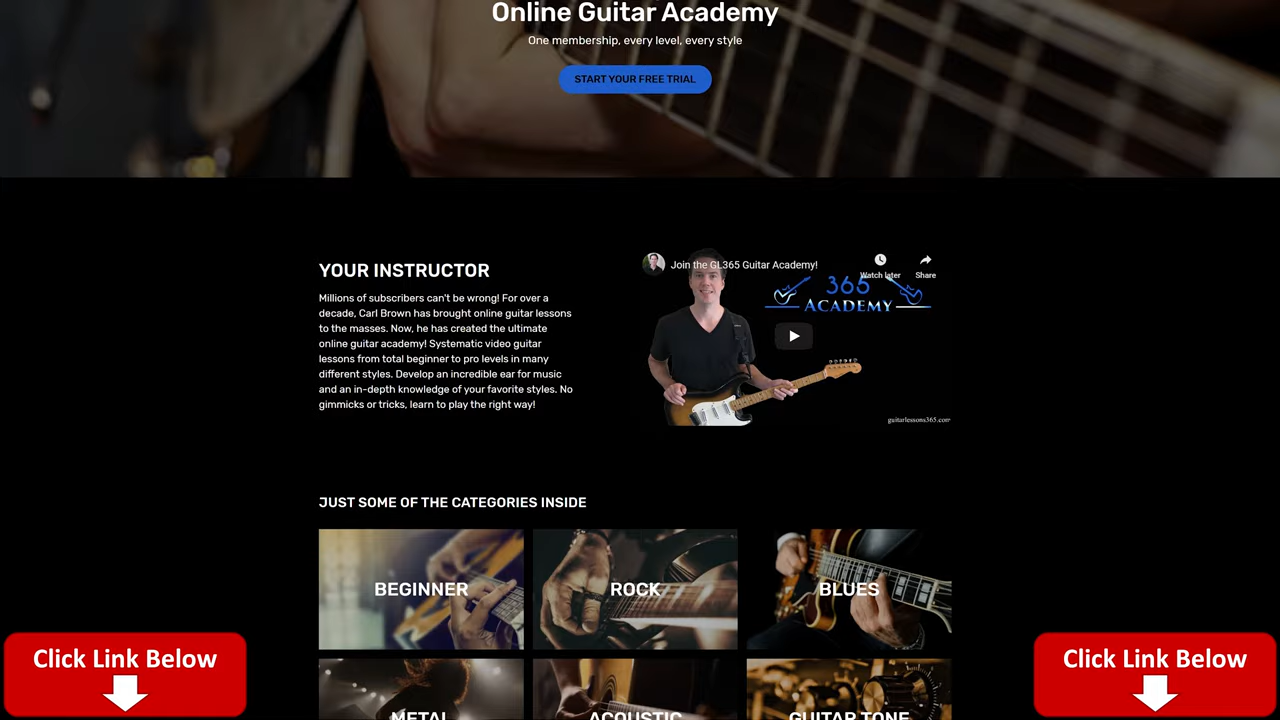 Online Guitar Academy
One membership, every level, every style
START YOUR FREE TRIAL
YOUR INSTRUCTOR
Millions of subscribers can't be wrong! For over a
decade, Carl Brown has brought online guitar lessons
to the masses. Now, he has created the ultimate
online guitar academy! Systematic video guitar
lessons from total beginner to pro levels in many
different styles. Develop an incredible ear for music
and an in-depth knowledge of your favorite styles. No
gimmicks or tricks, learn to play the right way!
Join the GL365 Guitar Academy!
Watch later
Share
365
ACADEMY
guitarlessons365.com
JUST SOME OF THE CATEGORIES INSIDE
BEGINNER
ROCK
BLUES
METAL
ACOUSTIC
GUITAR TONE
Click Link Below
Click Link Below